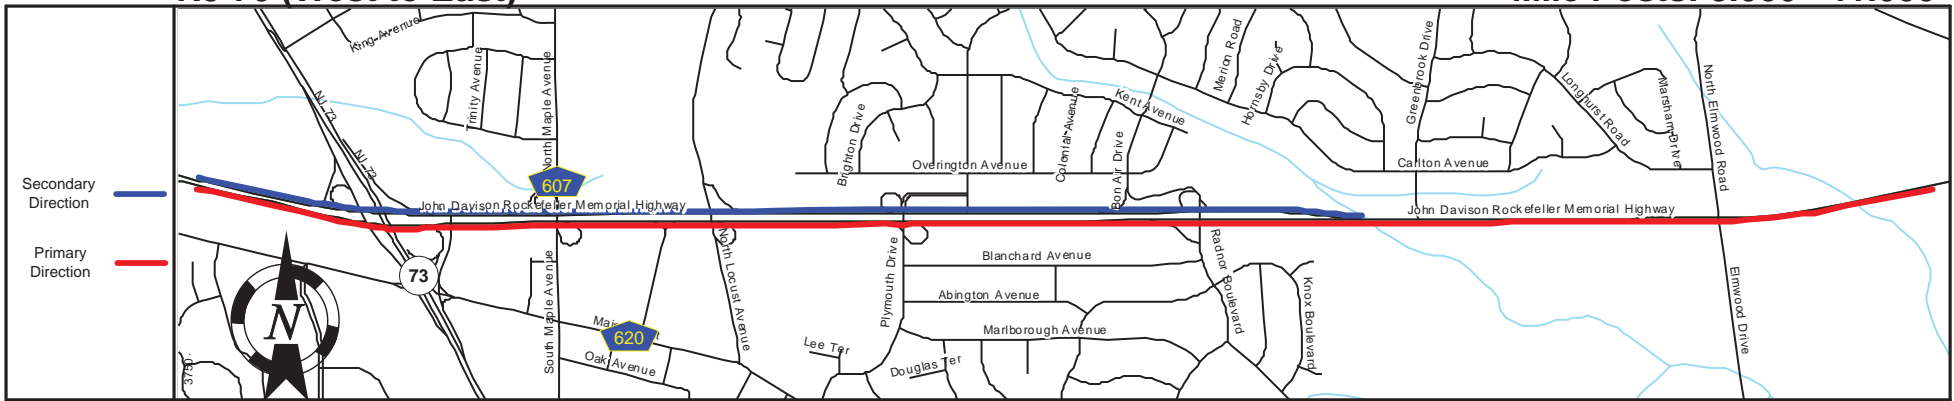 King Avenue
NJ 73
NJ 73
Trinity Avenue
North Maple Avenue
607
John Davison Rockefeller Memorial Highway
Secondary
Direction
Primary
Direction
73
N
South Maple Avenue
620
Oak Avenue
North Locust Avenue
Lee Ter
Douglas Ter
Plymouth Drive
Brighton Drive
Overington Avenue
Colonial Avenue
Bon Air Drive
Kent Avenue
Merion Road
Hornsby Drive
Greenbrook Drive
Carlton Avenue
Longhurst Road
Marsham Drive
North Elmwood Road
John Davison Rockefeller Memorial Highway
Blanchard Avenue
Abington Avenue
Marlborough Avenue
Radnor Boulevard
Knox Boulevard
Elmwood Drive